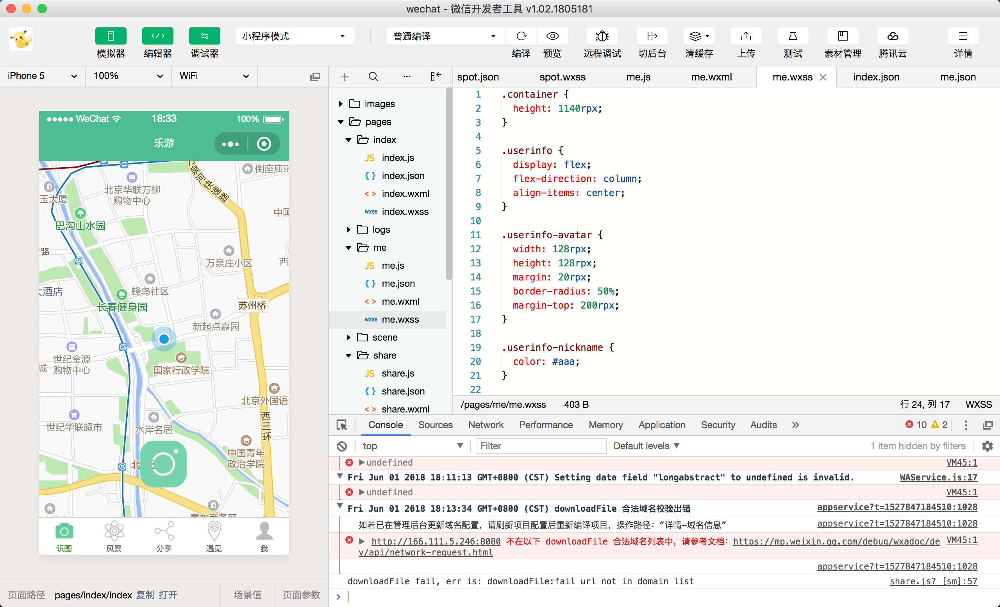 wechat - 微信开发者工具 v1.02.1805181
模拟器 编辑器 调试器 小程序模式 普通编译 编译 预览 远程调试 切后台 清缓存 上传 测试 素材管理 腾讯云 详情
iPhone 5 100% WiFi
WeChat 18:33 100%
乐游
倒座庙9
北京华联万柳
购物中心
玉大厦
万泉河快速路
中国
巴沟山水园
路
万泉庄小区
西
蜂鸟社区
大酒店
长春健身园
苏州桥
新起点嘉园
世纪金源
购物中心
城
国家行政学院
北京外国语
西三环
世纪华联超市
水岸名居
中国青年
政治学院
北
识图 风景 分享 遇见 我
页面路径 pages/index/index 复制 打开 场景值 页面参数
images
pages
index
JS index.js
{ } index.json
< > index.wxml
wxss index.wxss
logs
me
JS me.js
{ } me.json
< > me.wxml
wxss me.wxss
scene
share
JS share.js
{ } share.json
< > share.wxml
spot.json spot.wxss me.js me.wxml me.wxss index.json me.json
1 .container {
2 height: 1140rpx;
3 }
4
5 .userinfo {
6 display: flex;
7 flex-direction: column;
8 align-items: center;
9 }
10
11 .userinfo-avatar {
12 width: 128rpx;
13 height: 128rpx;
14 margin: 20rpx;
15 border-radius: 50%;
16 margin-top: 200rpx;
17 }
18
19 .userinfo-nickname {
20 color: #aaa;
21 }
22
/pages/me/me.wxss 403 B 行 24, 列 17 WXSS
Console Sources Network Performance Memory Application Security Audits » 10 2
top Filter Default levels 1 item hidden by filters
undefined VM45:1
Fri Jun 01 2018 18:11:13 GMT+0800 (CST) Setting data field "longabstract" to undefined is invalid. WAService.js:17
undefined VM45:1
Fri Jun 01 2018 18:13:34 GMT+0800 (CST) downloadFile 合法域名校验出错 appservice?t=1527847184510:1028
如若已在管理后台更新域名配置，请刷新项目配置后重新编译项目，操作路径：“详情-域名信息” appservice?t=1527847184510:1028
http://166.111.5.246:8080 不在以下 downloadFile 合法域名列表中，请参考文档：https://mp.weixin.qq.com/debug/wxadoc/de VM45:1
v/api/network-request.html
appservice?t=1527847184510:1028
downloadFile fail, err is: downloadFile:fail url not in domain list share.js? [sm]:57
>